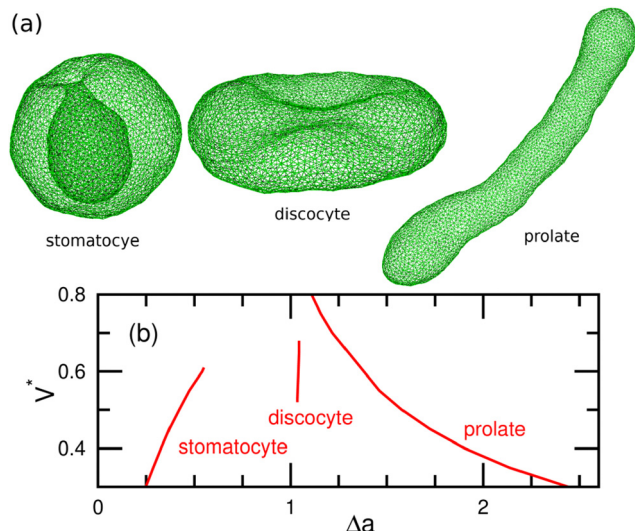 (a)
stomatocye
discocyte
prolate
(b)
0.8
0.6
0.4
V*
stomatocyte
discocyte
prolate
0
1
2
Δa